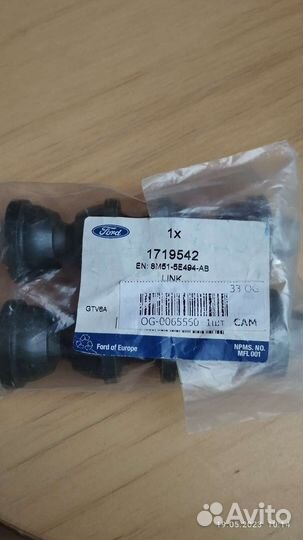 Ford
1x
1719542
EN: 8M51-5E494-AB
LINK
33 OG
GTV6A
OG-0065550 1шт CAM
Ford of Europe
NPMS. NO.
MFL 001
19.05.2023 10:14
Avito